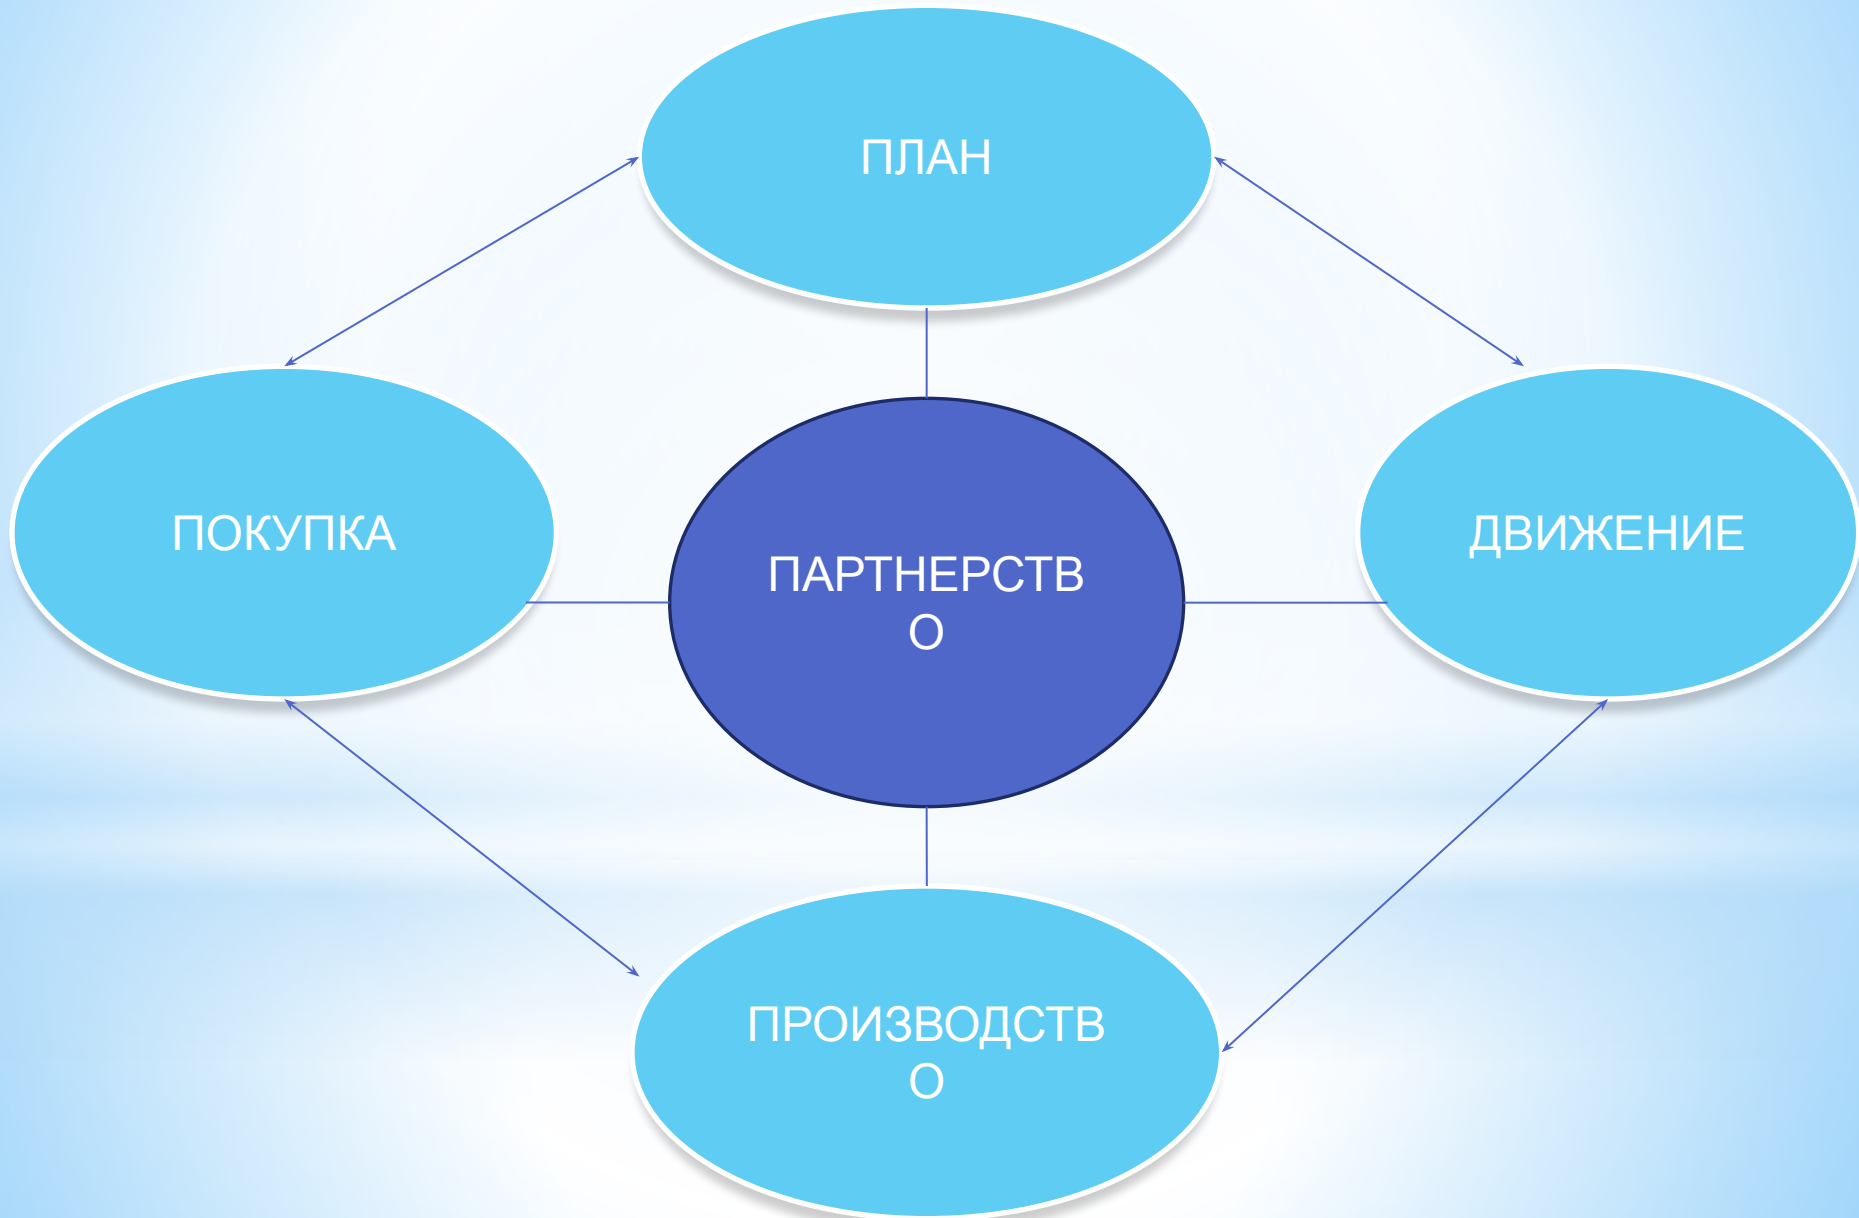 ПЛАН
ПОКУПКА
ДВИЖЕНИЕ
ПАРТНЕРСТВ
О
ПРОИЗВОДСТВ
О